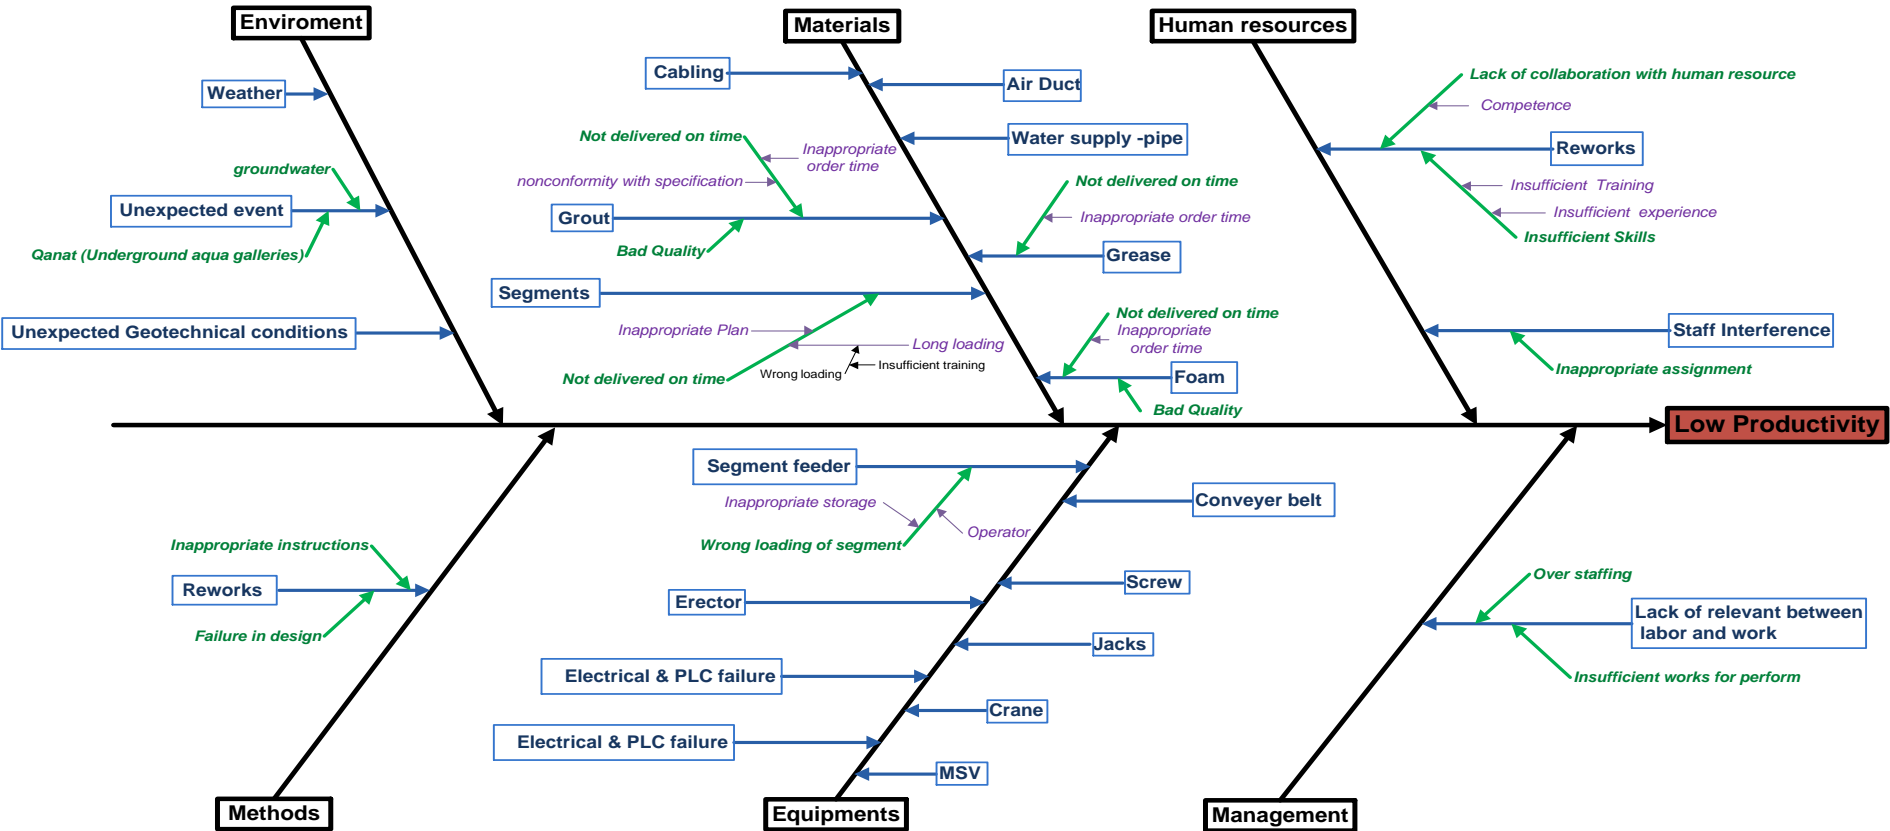 Enviroment
Materials
Human resources
Weather
Cabling
Air Duct
Lack of collaboration with human resource
Competence
Not delivered on time
Inappropriate
order time
Water supply -pipe
Reworks
groundwater
nonconformity with specification
Not delivered on time
Insufficient  Training
Unexpected event
Grout
Inappropriate order time
Insufficient  experience
Insufficient Skills
Qanat (Underground aqua galleries)
Bad Quality
Grease
Segments
Unexpected Geotechnical conditions
Inappropriate Plan
Long loading
Not delivered on time
Inappropriate
order time
Staff Interference
Wrong loading
Insufficient training
Not delivered on time
Foam
Inappropriate assignment
Bad Quality
Low Productivity
Segment feeder
Inappropriate storage
Conveyer belt
Operator
Inappropriate instructions
Wrong loading of segment
Reworks
Screw
Over staffing
Erector
Lack of relevant between
labor and work
Failure in design
Jacks
Electrical & PLC failure
Insufficient works for perform
Crane
Electrical & PLC failure
MSV
Methods
Equipments
Management